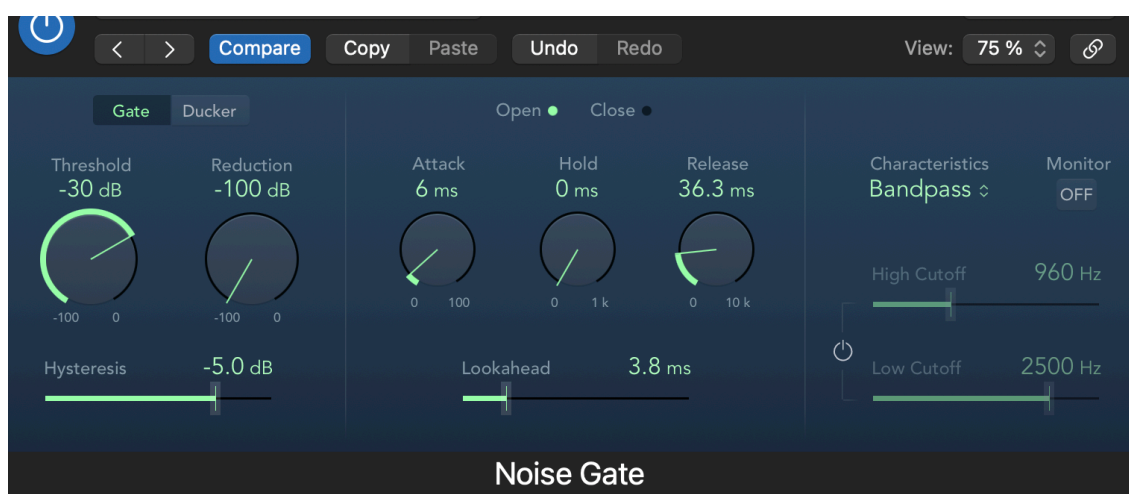 Compare Copy Paste Undo Redo View: 75 %
Gate Ducker
Open Close
Threshold Reduction
-30 dB -100 dB
-100 0 -100 0
Hysteresis -5.0 dB
Attack Hold Release
6 ms 0 ms 36.3 ms
0 100 0 1 k 0 10 k
Lookahead 3.8 ms
Characteristics Monitor
Bandpass OFF
High Cutoff 960 Hz
Low Cutoff 2500 Hz
Noise Gate